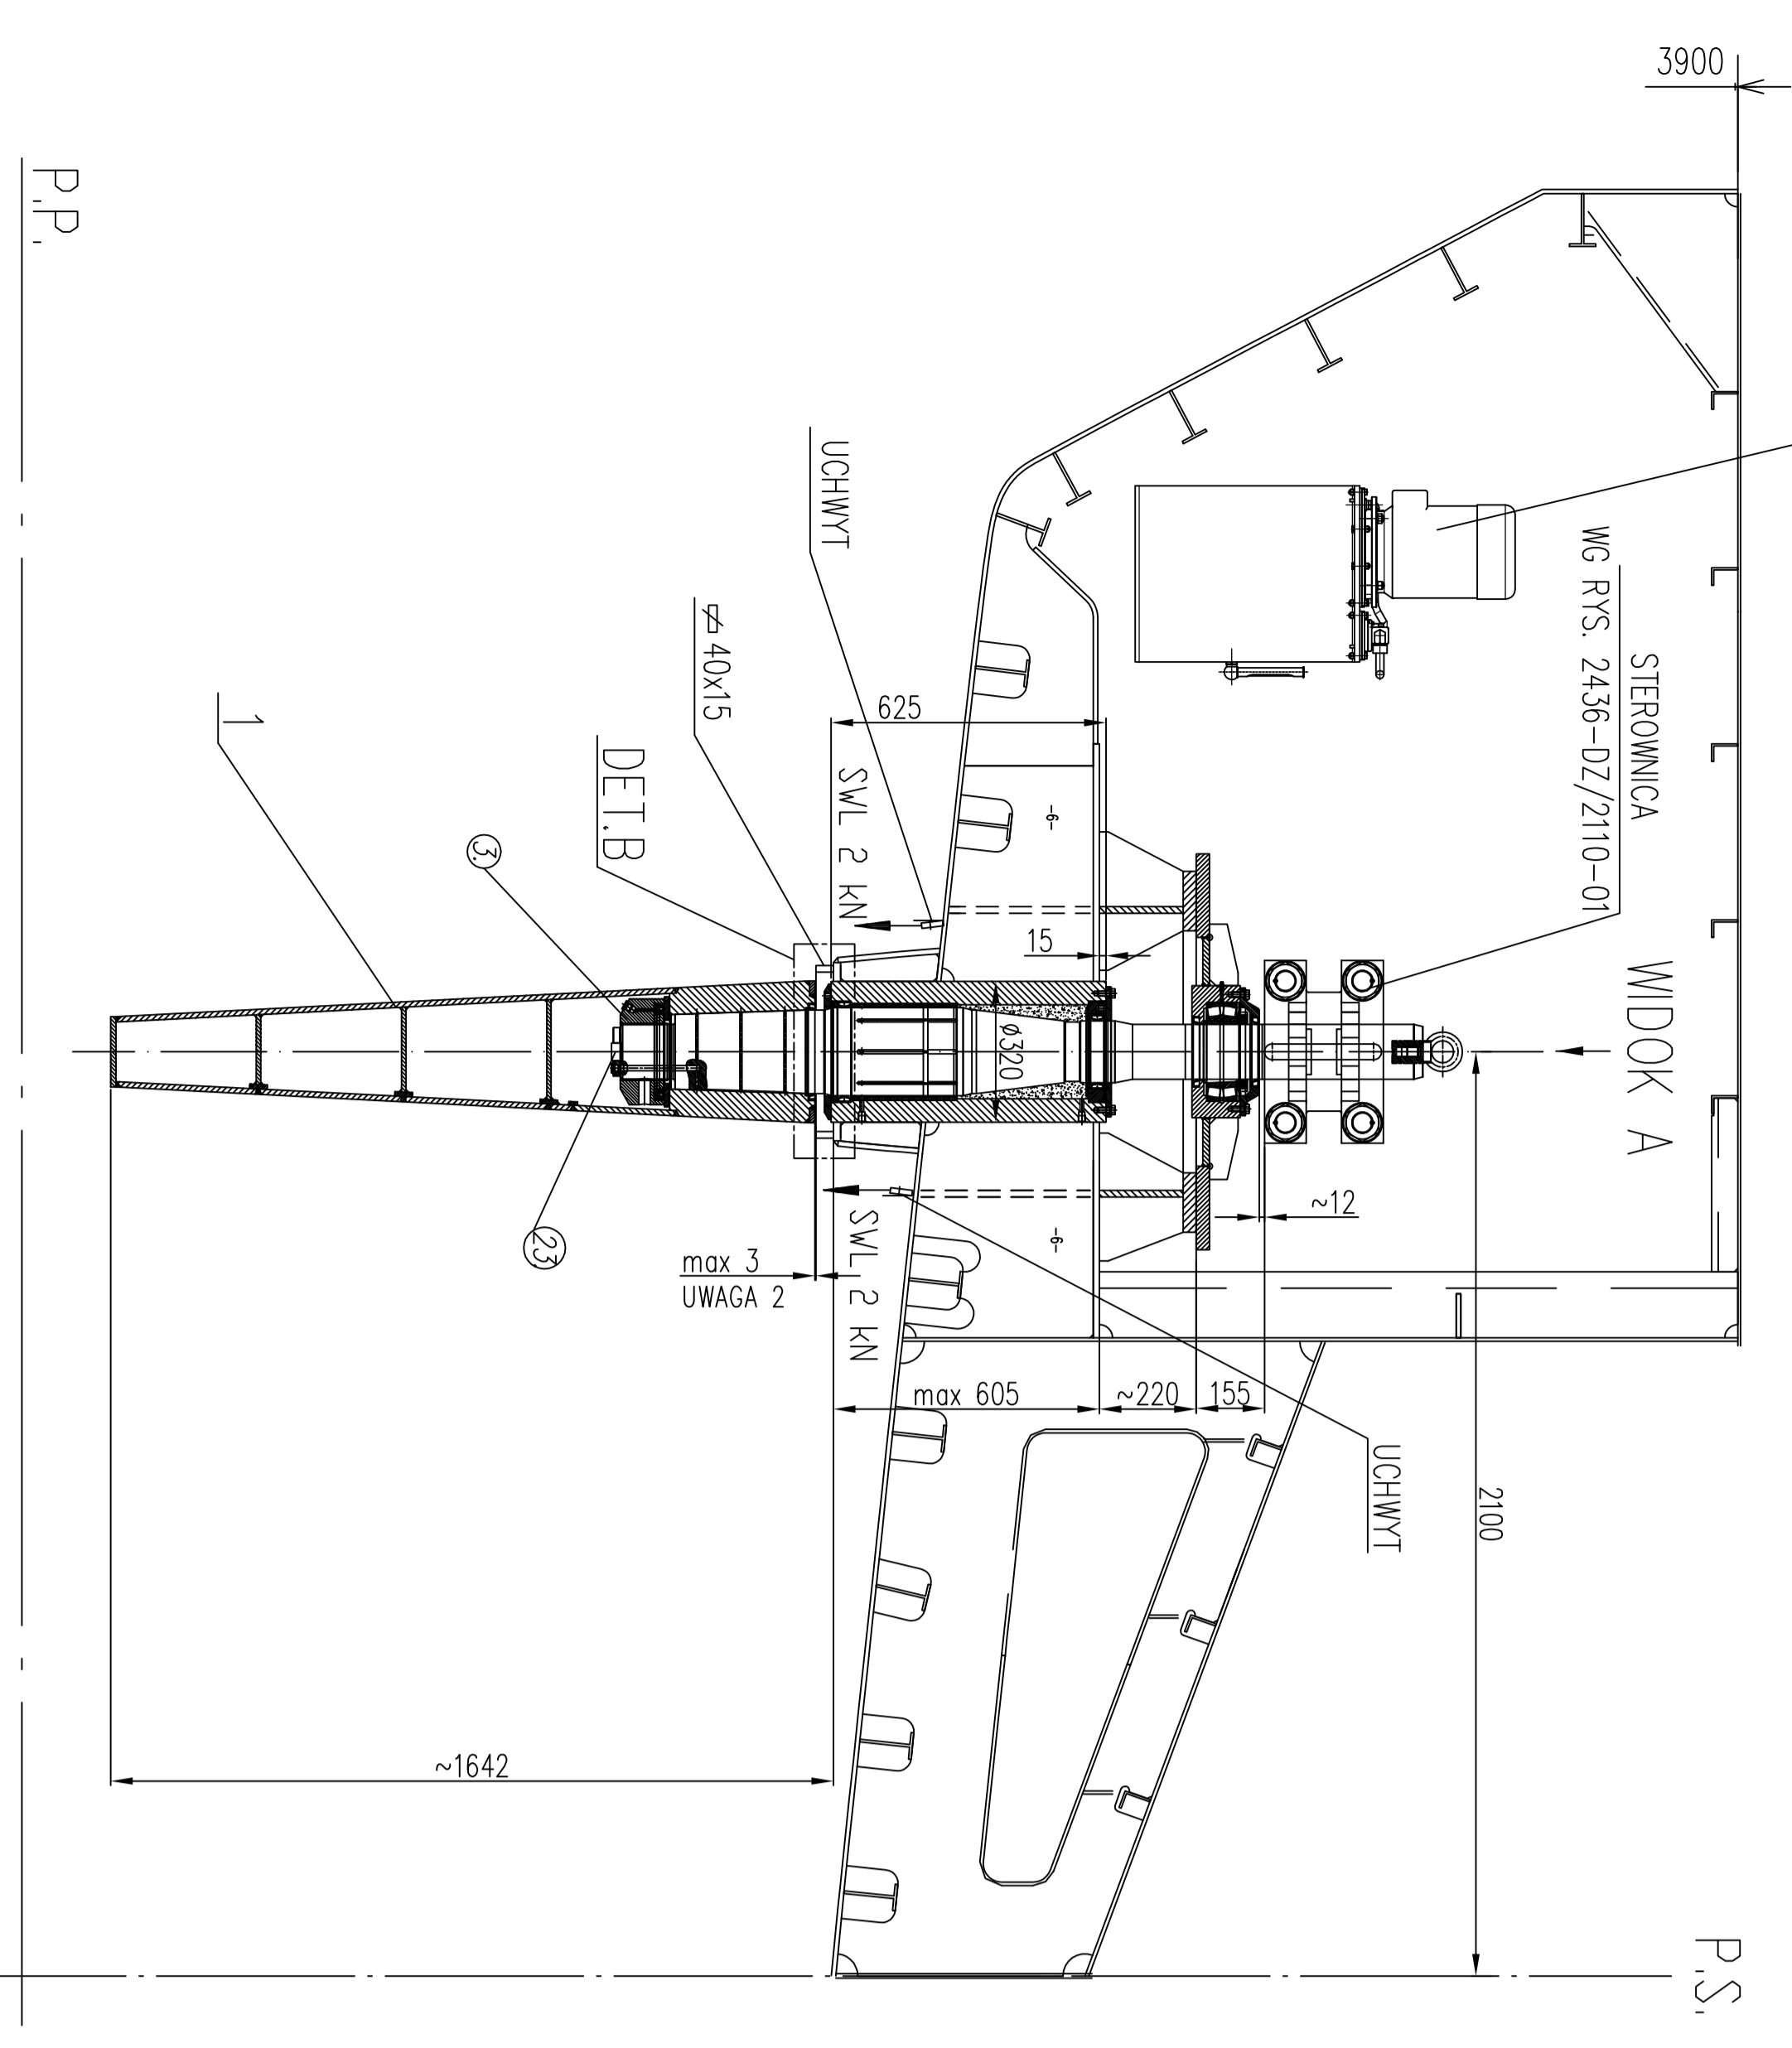 3900
P.P.
STEROWNICA
WG RYS. 2436-DZ/2110-01
WIDOK A
UCHWYT
⌀ 40x15
625
SWL 2 kN
-6-
1
DET.B
3.
15
Ø320
~12
23.
max 3
UWAGA 2
SWL 2 kN
-6-
max 605
~220
155
UCHWYT
2100
~1642
P.S.